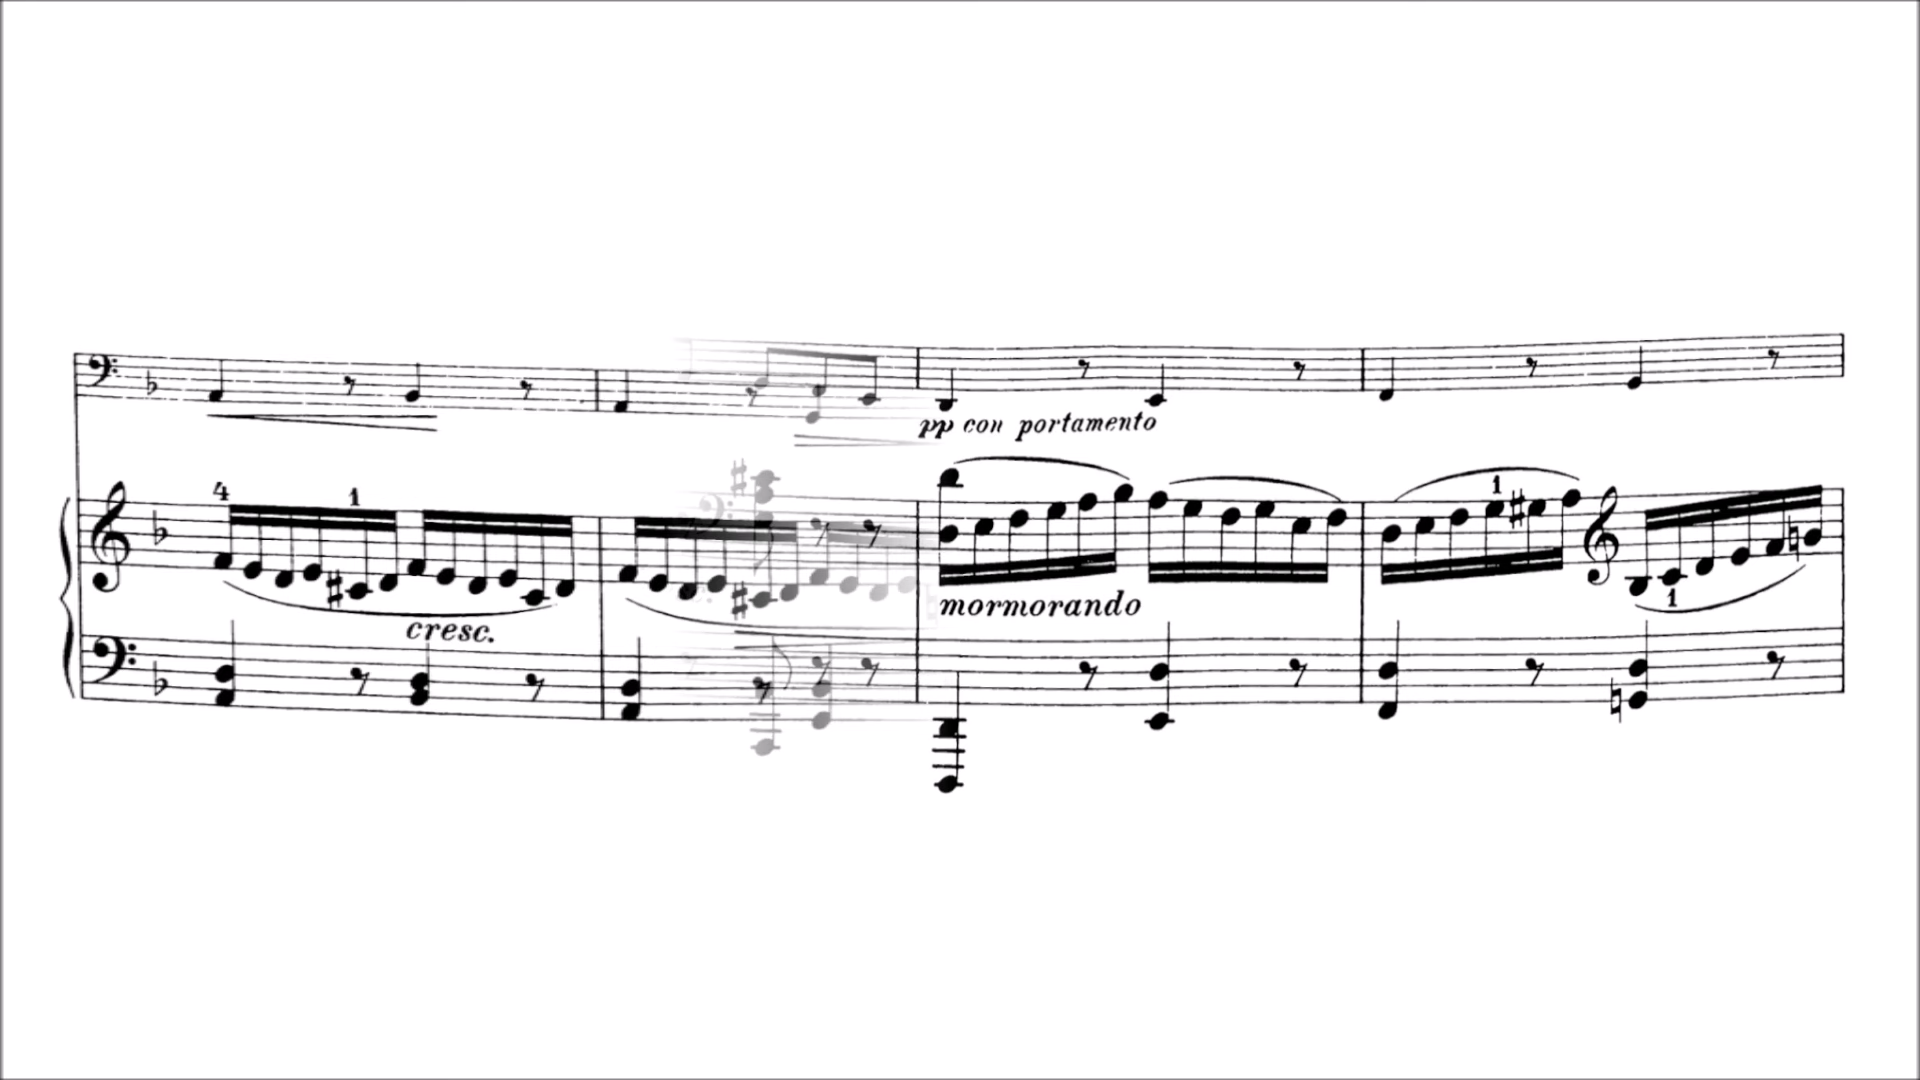 pp con portamento
4 1
1
cresc.
mormorando
1